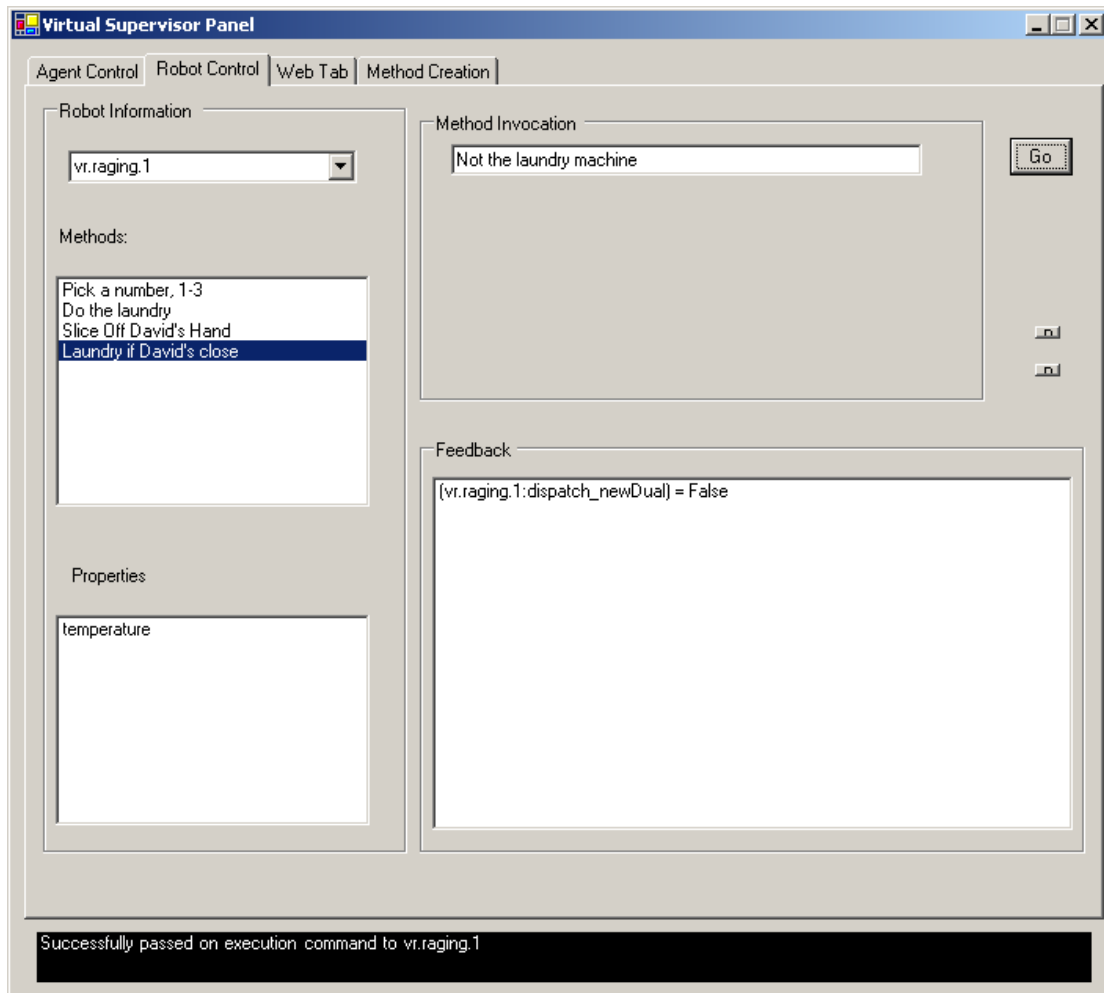 Virtual Supervisor Panel
Agent Control
Robot Control
Web Tab
Method Creation
Robot Information
vr.raging.1
Methods:
Pick a number, 1-3
Do the laundry
Slice Off David's Hand
Laundry if David's close
Properties
temperature
Method Invocation
Not the laundry machine
Go
n
n
Feedback
(vr.raging.1:dispatch_newDual) = False
Successfully passed on execution command to vr.raging.1